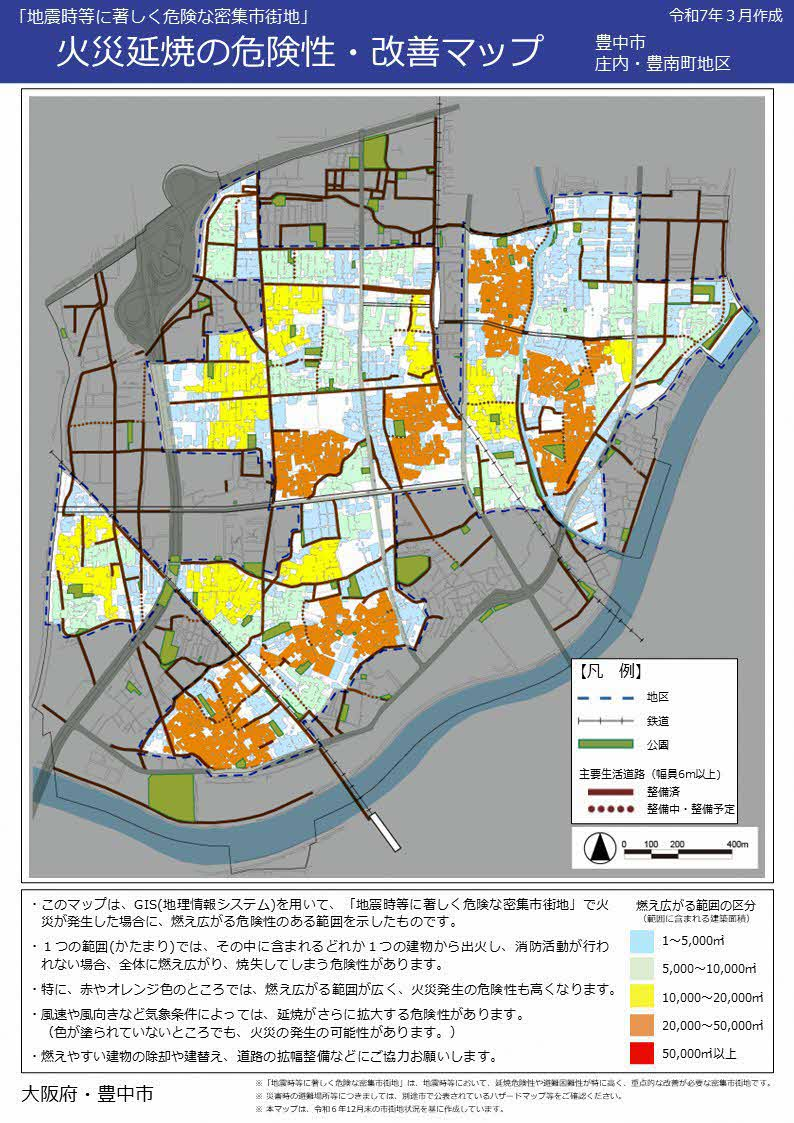 「地震時等に著しく危険な密集市街地」
令和7年３月作成
火災延焼の危険性・改善マップ
豊中市
庄内・豊南町地区
【凡　例】
地区
鉄道
公園
主要生活道路（幅員6m以上）
整備済
整備中・整備予定
0 100 200 400m
・このマップは、GIS(地理情報システム)を用いて、「地震時等に著しく危険な密集市街地」で火
災が発生した場合に、燃え広がる危険性のある範囲を示したものです。
・１つの範囲(かたまり)では、その中に含まれるどれか１つの建物から出火し、消防活動が行わ
れない場合、全体に燃え広がり、焼失してしまう危険性があります。
・特に、赤やオレンジ色のところでは、燃え広がる範囲が広く、火災発生の危険性も高くなります。
・風速や風向きなど気象条件によっては、延焼がさらに拡大する危険性があります。
（色が塗られていないところでも、火災の発生の可能性があります。）
・燃えやすい建物の除却や建替え、道路の拡幅整備などにご協力お願いします。
燃え広がる範囲の区分
（範囲に含まれる建築面積）
1～5,000㎡
5,000～10,000㎡
10,000～20,000㎡
20,000～50,000㎡
50,000㎡以上
大阪府・豊中市
※「地震時等に著しく危険な密集市街地」は、地震時等において、延焼危険性や避難困難性が特に高く、重点的な改善が必要な密集市街地です。
※ 災害時の避難場所等につきましては、別途市で公表されているハザードマップ等をご確認ください。
※ 本マップは、令和６年12月末の市街地状況を基に作成しています。